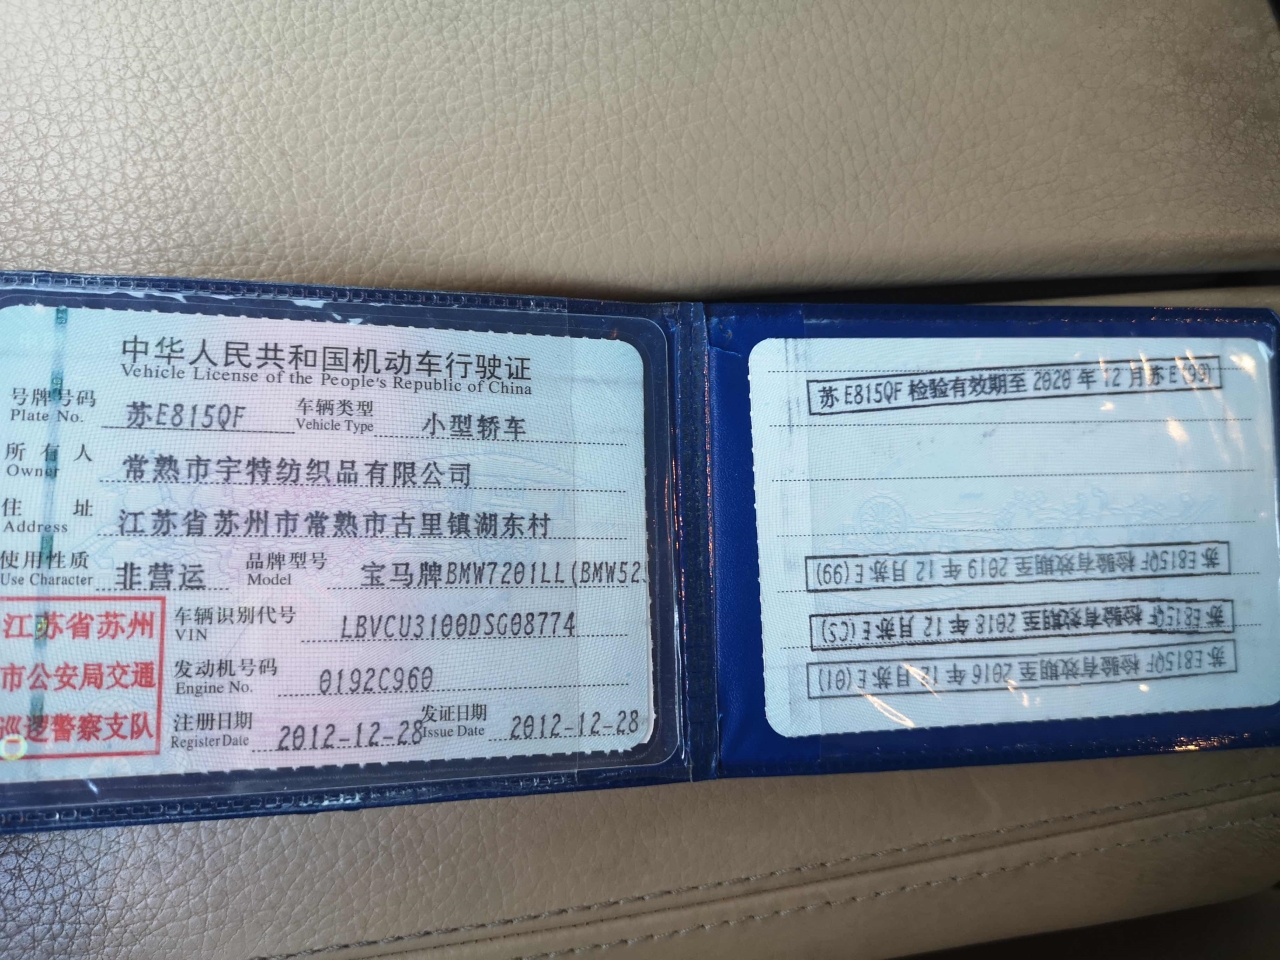 中华人民共和国机动车行驶证
Vehicle License of the People's Republic of China
号牌号码 苏E815QF 车辆类型 小型轿车
Plate No. Vehicle Type
所有人 常熟市宇特纺织品有限公司
Owner
住址 江苏省苏州市常熟市古里镇湖东村
Address
使用性质 非营运 品牌型号 宝马牌BMW7201LL(BMW52
Use Character Model
江苏省苏州
市公安局交通
巡逻警察支队
车辆识别代号 LBVCU3100DSG08774
VIN
发动机号码 0192C960
Engine No.
注册日期 2012-12-28 发证日期 2012-12-28
Register Date Issue Date
苏E815QF 检验有效期至 2020 年 12 月 苏E(99)
苏E815QF 检验有效期至 2019 年 12 月 苏E(99)
苏E815QF 检验有效期至 2018 年 12 月 苏E(CS)
苏E815QF 检验有效期至 2016 年 12 月 苏E(01)